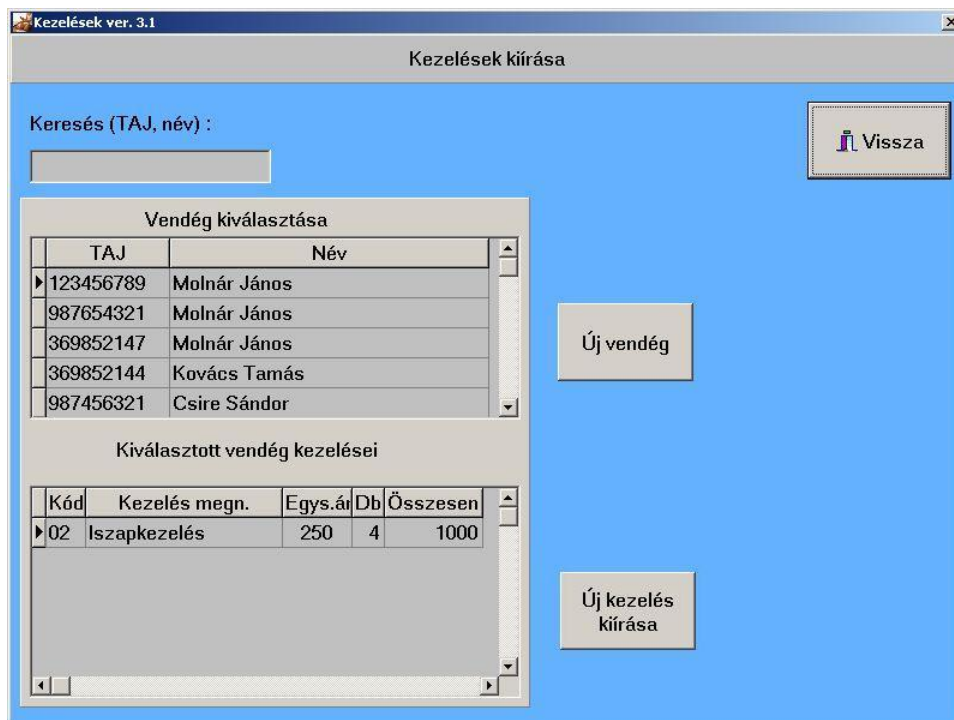 Kezelések ver. 3.1
Kezelések kiírása
Keresés (TAJ, név) :
Vissza
Vendég kiválasztása
TAJ Név
123456789 Molnár János
987654321 Molnár János
369852147 Molnár János
369852144 Kovács Tamás
987456321 Csire Sándor
Új vendég
Kiválasztott vendég kezelései
Kód Kezelés megn. Egys.ár Db Összesen
02 Iszapkezelés 250 4 1000
Új kezelés
kiírása